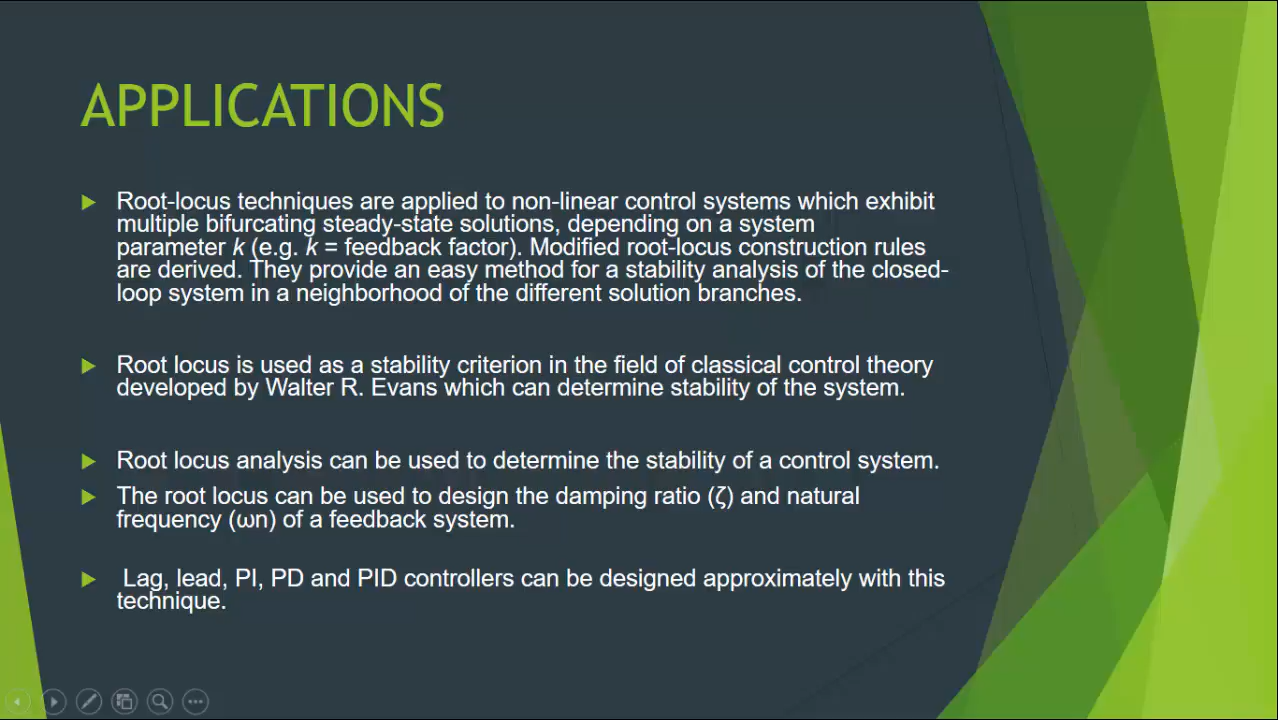 APPLICATIONS
Root-locus techniques are applied to non-linear control systems which exhibit
multiple bifurcating steady-state solutions, depending on a system
parameter k (e.g. k = feedback factor). Modified root-locus construction rules
are derived. They provide an easy method for a stability analysis of the closed-
loop system in a neighborhood of the different solution branches.
Root locus is used as a stability criterion in the field of classical control theory
developed by Walter R. Evans which can determine stability of the system.
Root locus analysis can be used to determine the stability of a control system.
The root locus can be used to design the damping ratio (ζ) and natural
frequency (ωn) of a feedback system.
Lag, lead, PI, PD and PID controllers can be designed approximately with this
technique.